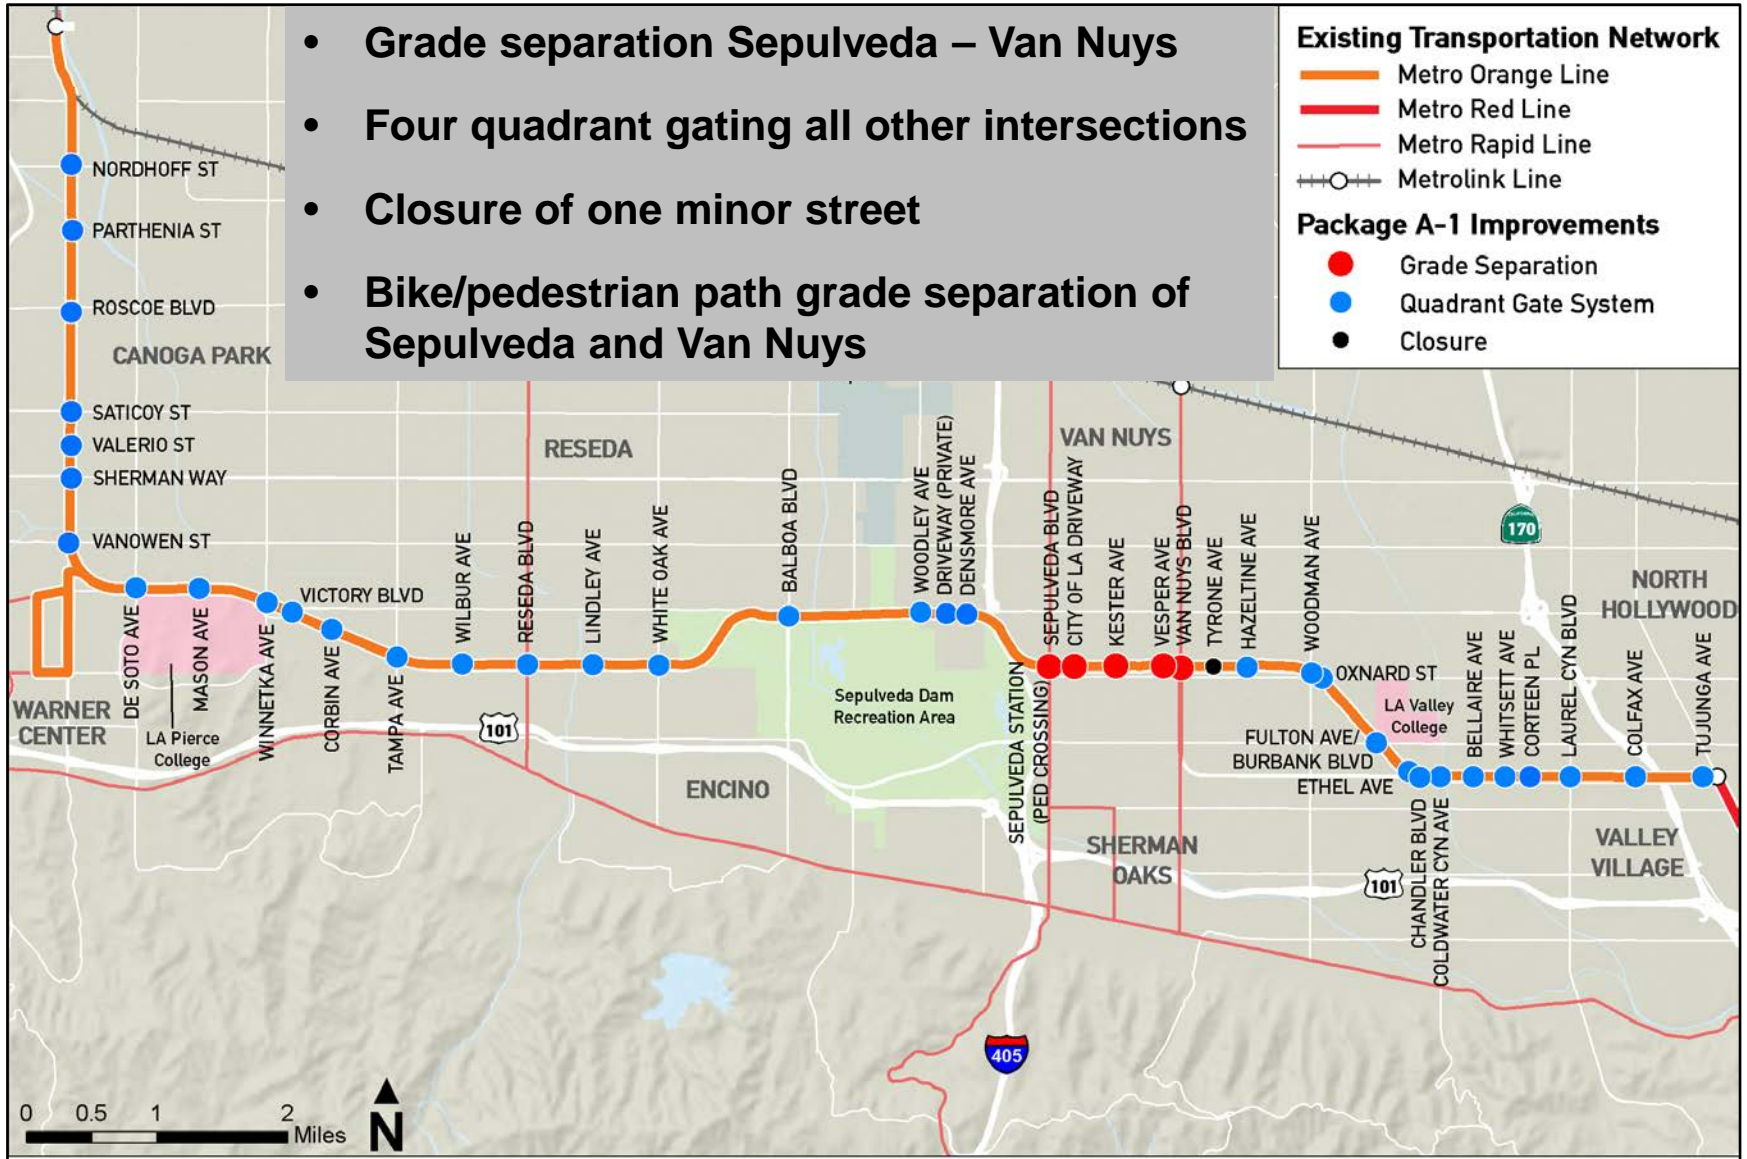 • Grade separation Sepulveda – Van Nuys
• Four quadrant gating all other intersections
• Closure of one minor street
• Bike/pedestrian path grade separation of
Sepulveda and Van Nuys
Existing Transportation Network
Metro Orange Line
Metro Red Line
Metro Rapid Line
Metrolink Line
Package A-1 Improvements
Grade Separation
Quadrant Gate System
Closure
NORDHOFF ST
PARTHENIA ST
ROSCOE BLVD
CANOGA PARK
SATICOY ST
VALERIO ST
SHERMAN WAY
VANOWEN ST
RESEDA
VAN NUYS
CALIFORNIA
170
NORTH
HOLLYWOOD
DE SOTO AVE
MASON AVE
WINNETKA AVE
VICTORY BLVD
CORBIN AVE
TAMPA AVE
WILBUR AVE
RESEDA BLVD
LINDLEY AVE
WHITE OAK AVE
BALBOA BLVD
WOODLEY AVE
DRIVEWAY (PRIVATE)
DENSMORE AVE
SEPULVEDA STATION
(PED CROSSING)
SEPULVEDA BLVD
CITY OF LA DRIVEWAY
KESTER AVE
VESPER AVE
VAN NUYS BLVD
TYRONE AVE
HAZELTINE AVE
WOODMAN AVE
OXNARD ST
FULTON AVE/
BURBANK BLVD
ETHEL AVE
CHANDLER BLVD
COLDWATER CYN AVE
BELLAIRE AVE
WHITSETT AVE
CORTEEN PL
LAUREL CYN BLVD
COLFAX AVE
TUJUNGA AVE
WARNER
CENTER
LA Pierce
College
101
Sepulveda Dam
Recreation Area
LA Valley
College
ENCINO
SHERMAN
OAKS
VALLEY
VILLAGE
101
405
0 0.5 1 2
Miles
N